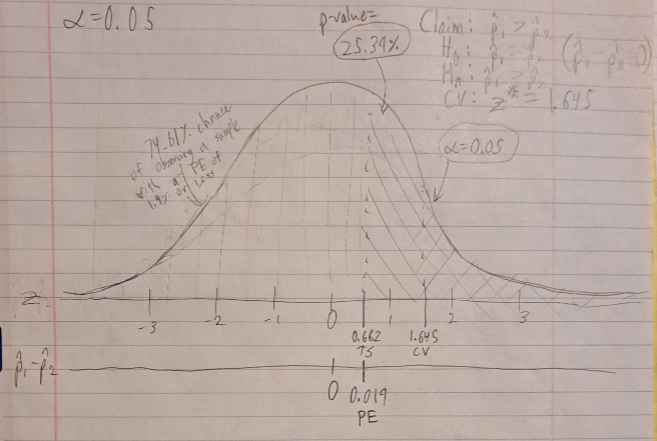 α=0.05
p-value=
25.39%
Claim: p̂₁ > p̂₂
H₀: p̂₁ = p̂₂ (p̂₁-p̂₂=0)
Hₐ: p̂₁ > p̂₂
CV: z* = 1.645
74.61% chance
of observing a sample
with a PE of
1.9% or less
α=0.05
Z
-3 -2 -1 0 1 2 3
0.662 1.645
TS CV
p̂₁-p̂₂
0 0.019
PE